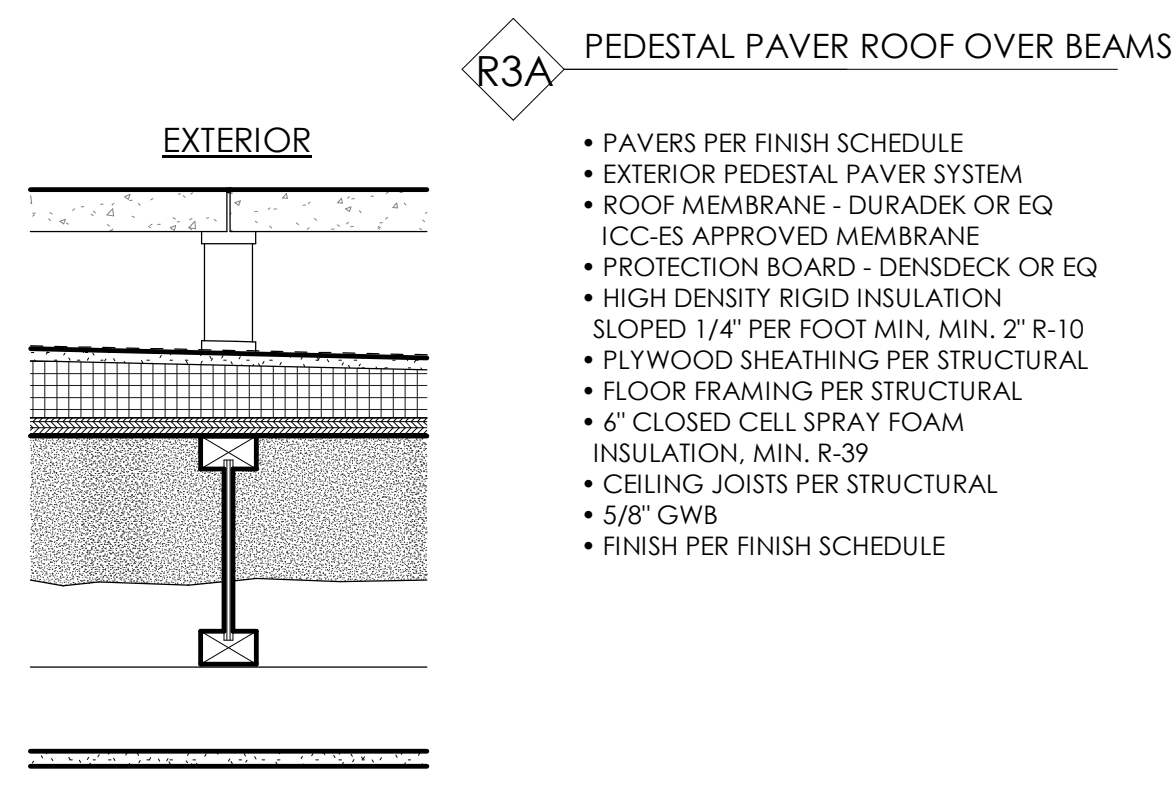 R3A
PEDESTAL PAVER ROOF OVER BEAMS
EXTERIOR
• PAVERS PER FINISH SCHEDULE
• EXTERIOR PEDESTAL PAVER SYSTEM
• ROOF MEMBRANE - DURADEK OR EQ
ICC-ES APPROVED MEMBRANE
• PROTECTION BOARD - DENSDECK OR EQ
• HIGH DENSITY RIGID INSULATION
SLOPED 1/4" PER FOOT MIN, MIN. 2" R-10
• PLYWOOD SHEATHING PER STRUCTURAL
• FLOOR FRAMING PER STRUCTURAL
• 6" CLOSED CELL SPRAY FOAM
INSULATION, MIN. R-39
• CEILING JOISTS PER STRUCTURAL
• 5/8" GWB
• FINISH PER FINISH SCHEDULE